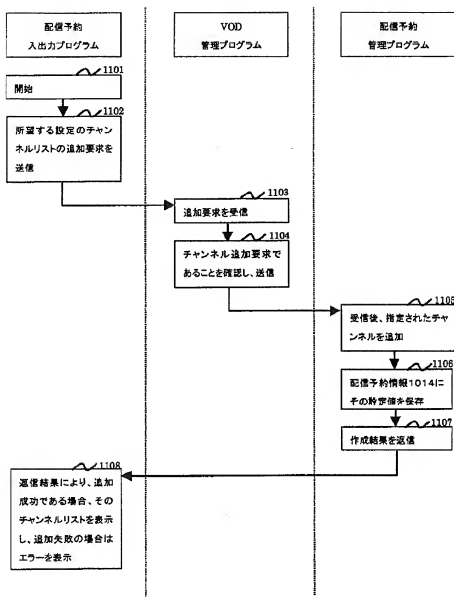 配信予約
入出力プログラム
VOD
管理プログラム
配信予約
管理プログラム
1101
開始
1102
所望する設定のチャン
ネルリストの追加要求を
送信
1103
追加要求を受信
1104
チャンネル追加要求で
あることを確認し、送信
1105
受信後、指定されたチャ
ンネルを追加
1106
配信予約情報1014に
その設定値を保存
1107
作成結果を返信
1108
返信結果により、追加
成功である場合、その
チャンネルリストを表示
し、追加失敗の場合は
エラーを表示